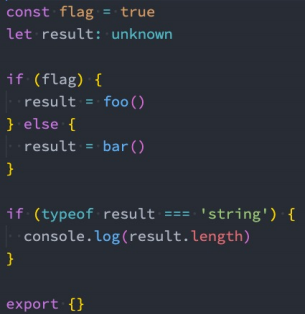 const flag = true
let result: unknown

if (flag) {
  result = foo()
} else {
  result = bar()
}

if (typeof result === 'string') {
  console.log(result.length)
}

export {}